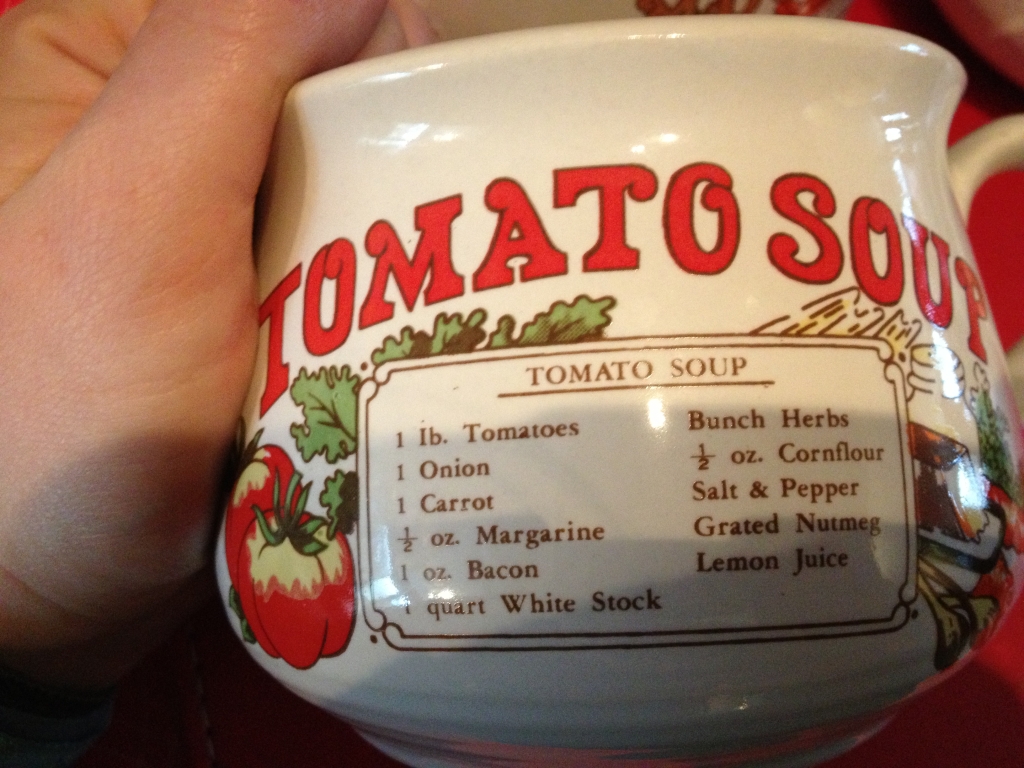 TOMATO SOUP
TOMATO SOUP
1 lb. Tomatoes
1 Onion
1 Carrot
½ oz. Margarine
1 oz. Bacon
1 quart White Stock
Bunch Herbs
½ oz. Cornflour
Salt & Pepper
Grated Nutmeg
Lemon Juice